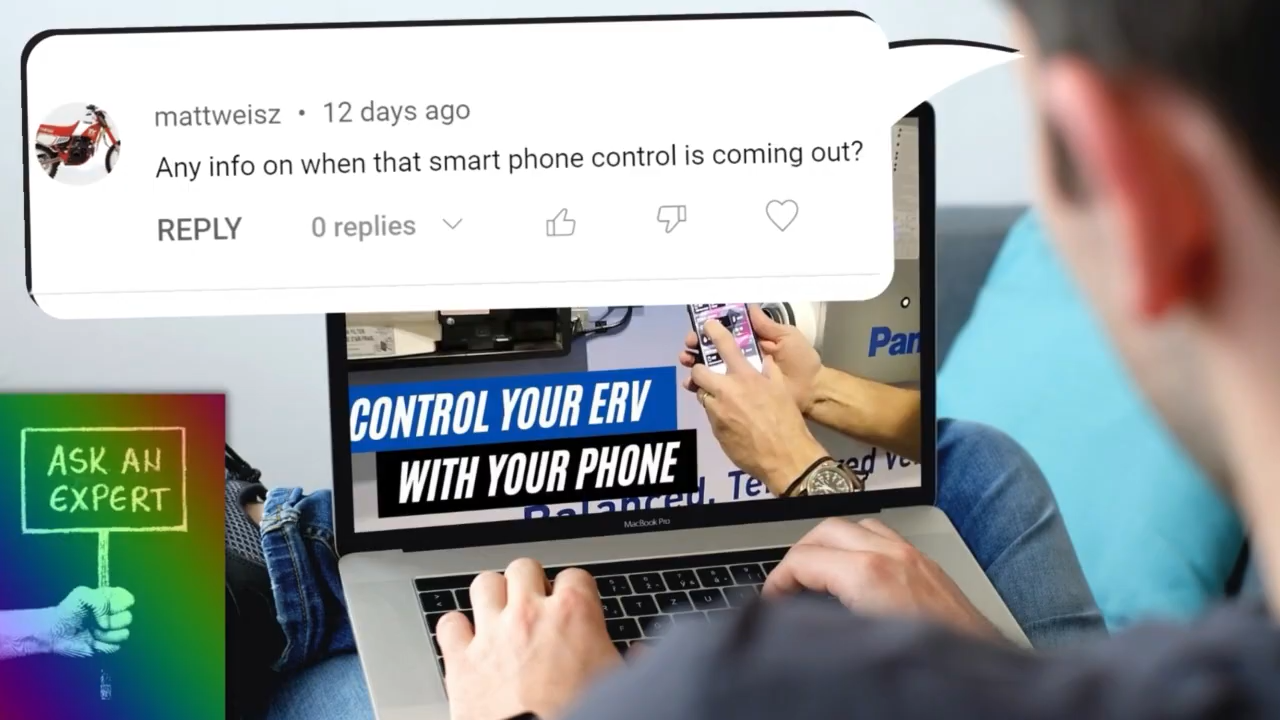 mattweisz • 12 days ago
Any info on when that smart phone control is coming out?
REPLY 0 replies
Pan
CONTROL YOUR ERV
WITH YOUR PHONE
Balanced,
MacBook Pro
ASK AN
EXPERT